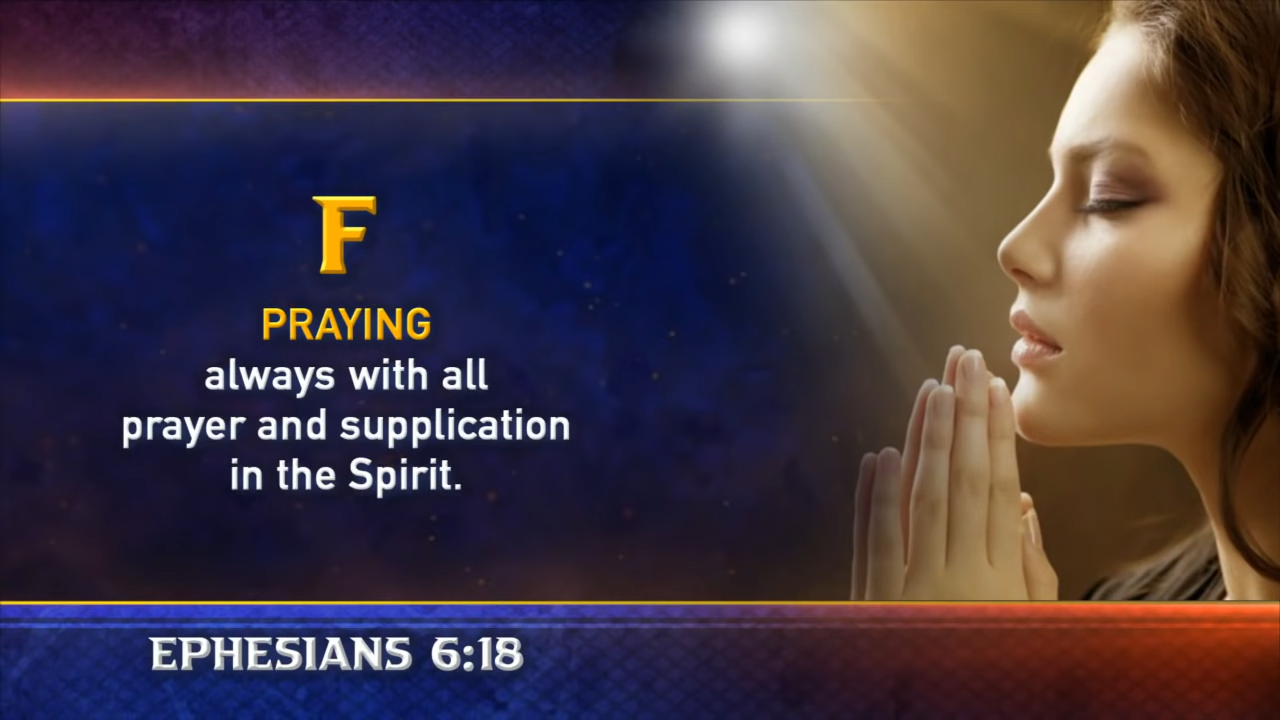 F
PRAYING
always with all
prayer and supplication
in the Spirit.
EPHESIANS 6:18